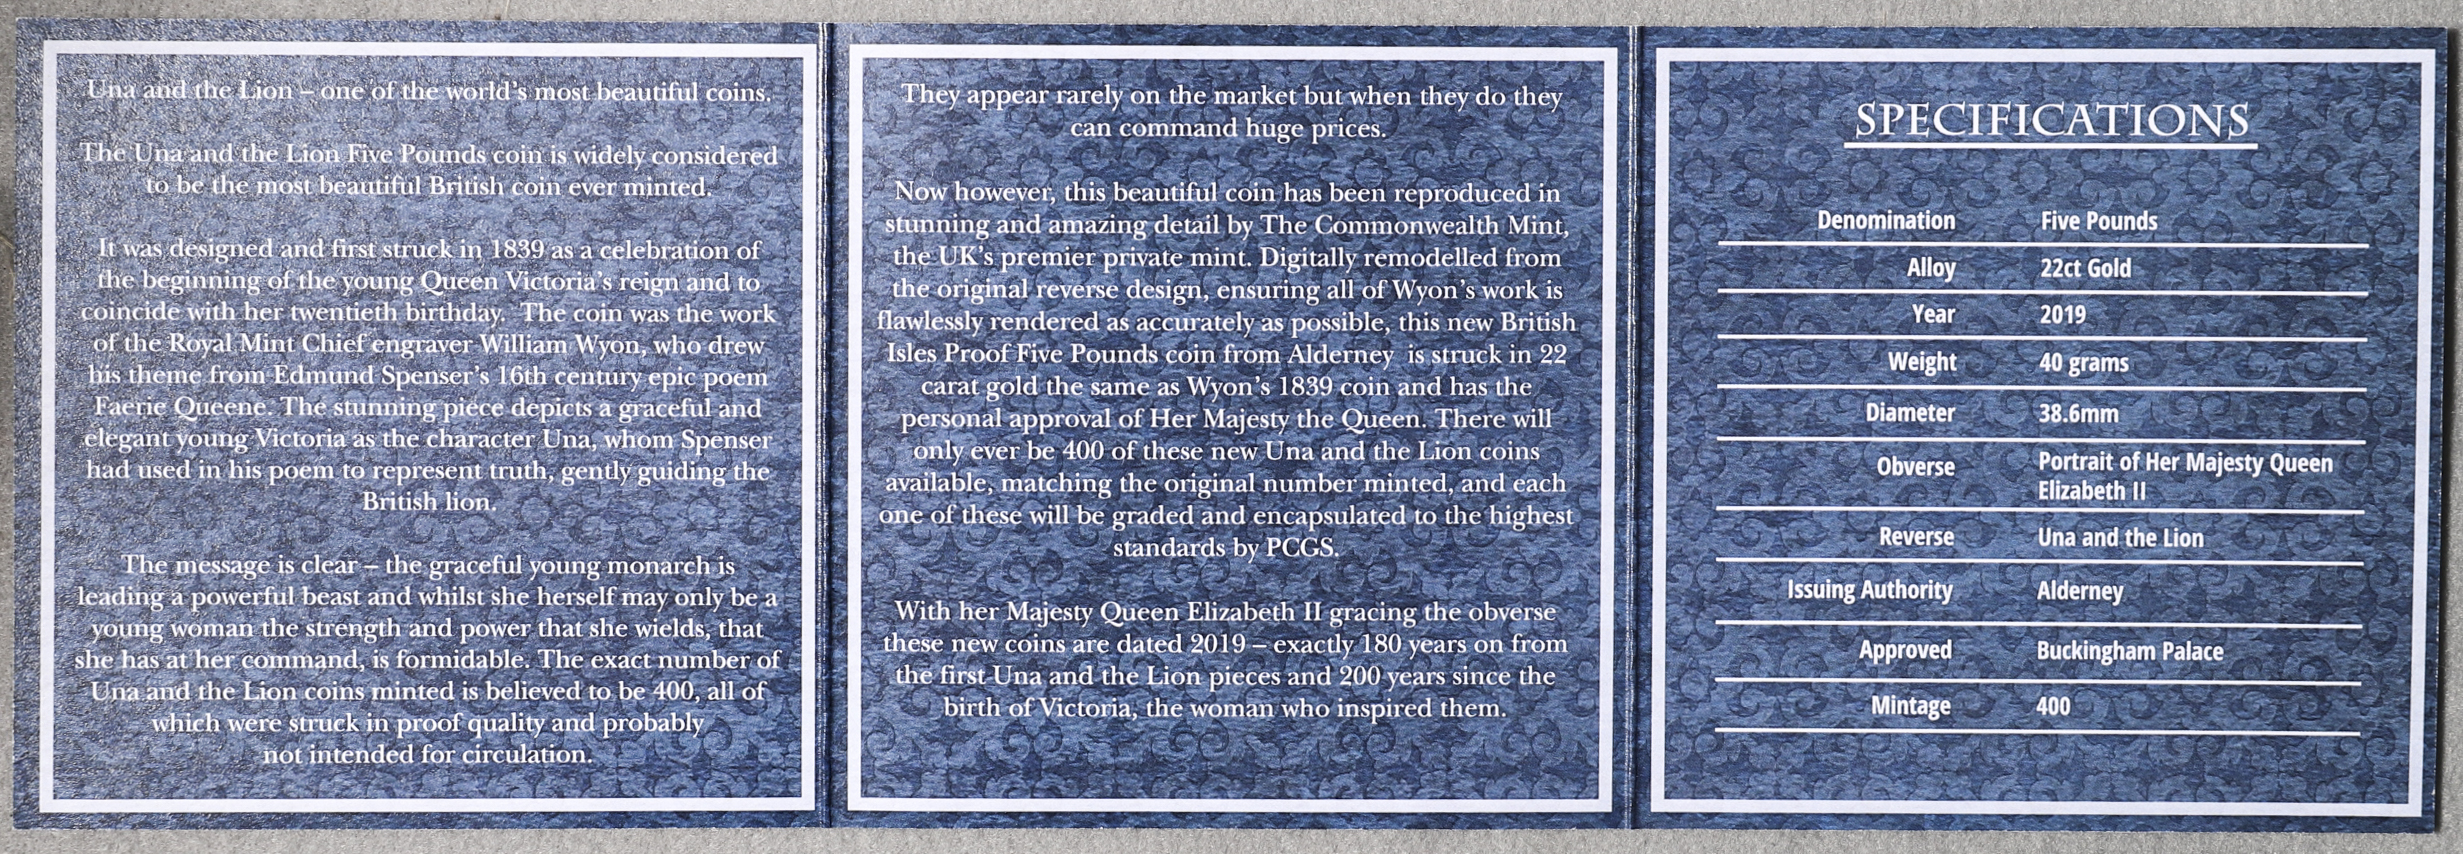 Una and the Lion – one of the world's most beautiful coins.
The Una and the Lion Five Pounds coin is widely considered
to be the most beautiful British coin ever minted.
It was designed and first struck in 1839 as a celebration of
the beginning of the young Queen Victoria's reign and to
coincide with her twentieth birthday. The coin was the work
of the Royal Mint Chief engraver William Wyon, who drew
his theme from Edmund Spenser's 16th century epic poem
Faerie Queene. The stunning piece depicts a graceful and
elegant young Victoria as the character Una, whom Spenser
had used in his poem to represent truth, gently guiding the
British lion.
The message is clear – the graceful young monarch is
leading a powerful beast and whilst she herself may only be a
young woman the strength and power that she wields, that
she has at her command, is formidable. The exact number of
Una and the Lion coins minted is believed to be 400, all of
which were struck in proof quality and probably
not intended for circulation.
They appear rarely on the market but when they do they
can command huge prices.
Now however, this beautiful coin has been reproduced in
stunning and amazing detail by The Commonwealth Mint,
the UK's premier private mint. Digitally remodelled from
the original reverse design, ensuring all of Wyon's work is
flawlessly rendered as accurately as possible, this new British
Isles Proof Five Pounds coin from Alderney is struck in 22
carat gold the same as Wyon's 1839 coin and has the
personal approval of Her Majesty the Queen. There will
only ever be 400 of these new Una and the Lion coins
available, matching the original number minted, and each
one of these will be graded and encapsulated to the highest
standards by PCGS.
With her Majesty Queen Elizabeth II gracing the obverse
these new coins are dated 2019 – exactly 180 years on from
the first Una and the Lion pieces and 200 years since the
birth of Victoria, the woman who inspired them.
SPECIFICATIONS
Denomination Five Pounds
Alloy 22ct Gold
Year 2019
Weight 40 grams
Diameter 38.6mm
Obverse Portrait of Her Majesty Queen
Elizabeth II
Reverse Una and the Lion
Issuing Authority Alderney
Approved Buckingham Palace
Mintage 400